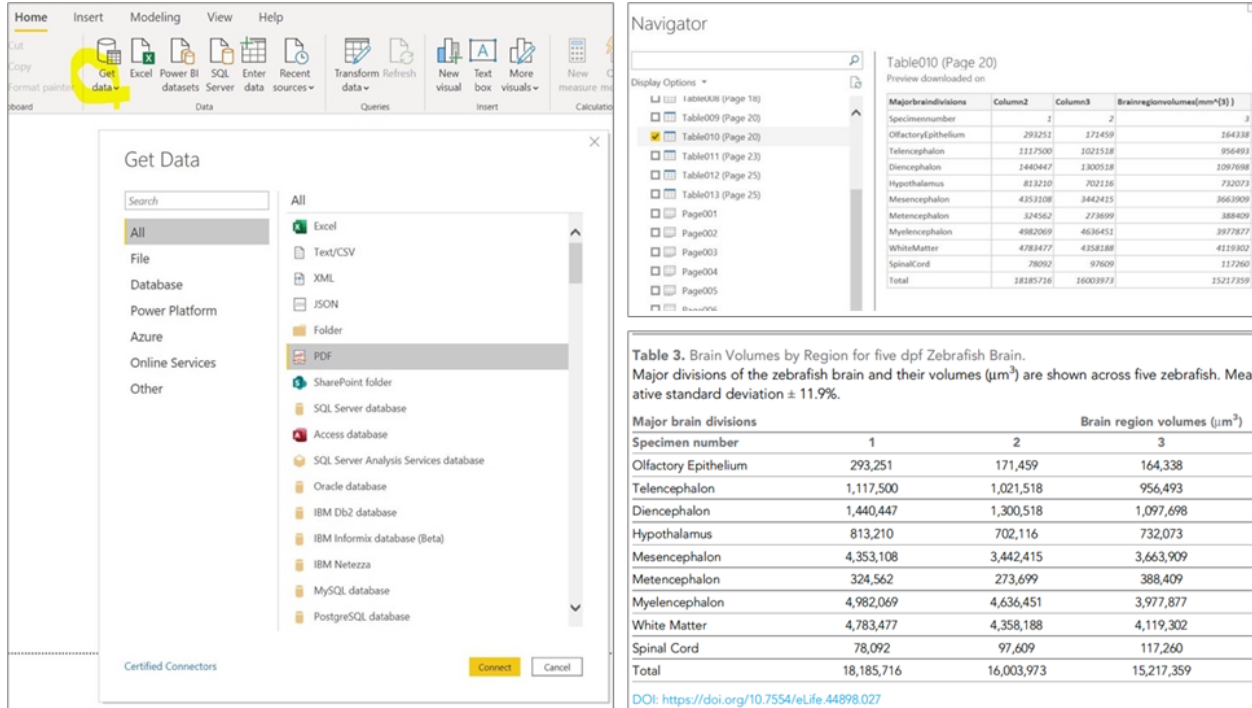 Home Insert Modeling View Help
Cut
Copy
Format painter
Get data
Excel
Power BI datasets
SQL Server
Enter data
Recent sources
Transform data
Refresh
New visual
Text box
More visuals
New measure
Data
Queries
Insert
Get Data
Search
All
File
Database
Power Platform
Azure
Online Services
Other
All
Excel
Text/CSV
XML
JSON
Folder
PDF
SharePoint folder
SQL Server database
Access database
SQL Server Analysis Services database
Oracle database
IBM Db2 database
IBM Informix database (Beta)
IBM Netezza
MySQL database
PostgreSQL database
Certified Connectors
Connect
Cancel
Navigator
Display Options
Table008 (Page 18)
Table009 (Page 20)
Table010 (Page 20)
Table011 (Page 23)
Table012 (Page 25)
Table013 (Page 25)
Page001
Page002
Page003
Page004
Page005
Page006
Table010 (Page 20)
Preview downloaded on
Majorbraindivisions Column2 Column3 Brainregionvolumes(mm^{3} )
Specimennumber 1 2 3
OlfactoryEpithelium 293251 171459 164338
Telencephalon 1117500 1021518 956493
Diencephalon 1440447 1300518 1097698
Hypothalamus 813210 702116 732073
Mesencephalon 4353108 3442415 3663909
Metencephalon 324562 273699 388409
Myelencephalon 4982069 4636451 3977877
WhiteMatter 4783477 4358188 4119302
SpinalCord 78092 97609 117260
Total 18185716 16003973 15217359
Table 3. Brain Volumes by Region for five dpf Zebrafish Brain.
Major divisions of the zebrafish brain and their volumes (μm³) are shown across five zebrafish. Mea
ative standard deviation ± 11.9%.
Major brain divisions Brain region volumes (μm³)
Specimen number 1 2 3
Olfactory Epithelium 293,251 171,459 164,338
Telencephalon 1,117,500 1,021,518 956,493
Diencephalon 1,440,447 1,300,518 1,097,698
Hypothalamus 813,210 702,116 732,073
Mesencephalon 4,353,108 3,442,415 3,663,909
Metencephalon 324,562 273,699 388,409
Myelencephalon 4,982,069 4,636,451 3,977,877
White Matter 4,783,477 4,358,188 4,119,302
Spinal Cord 78,092 97,609 117,260
Total 18,185,716 16,003,973 15,217,359
DOI: https://doi.org/10.7554/eLife.44898.027